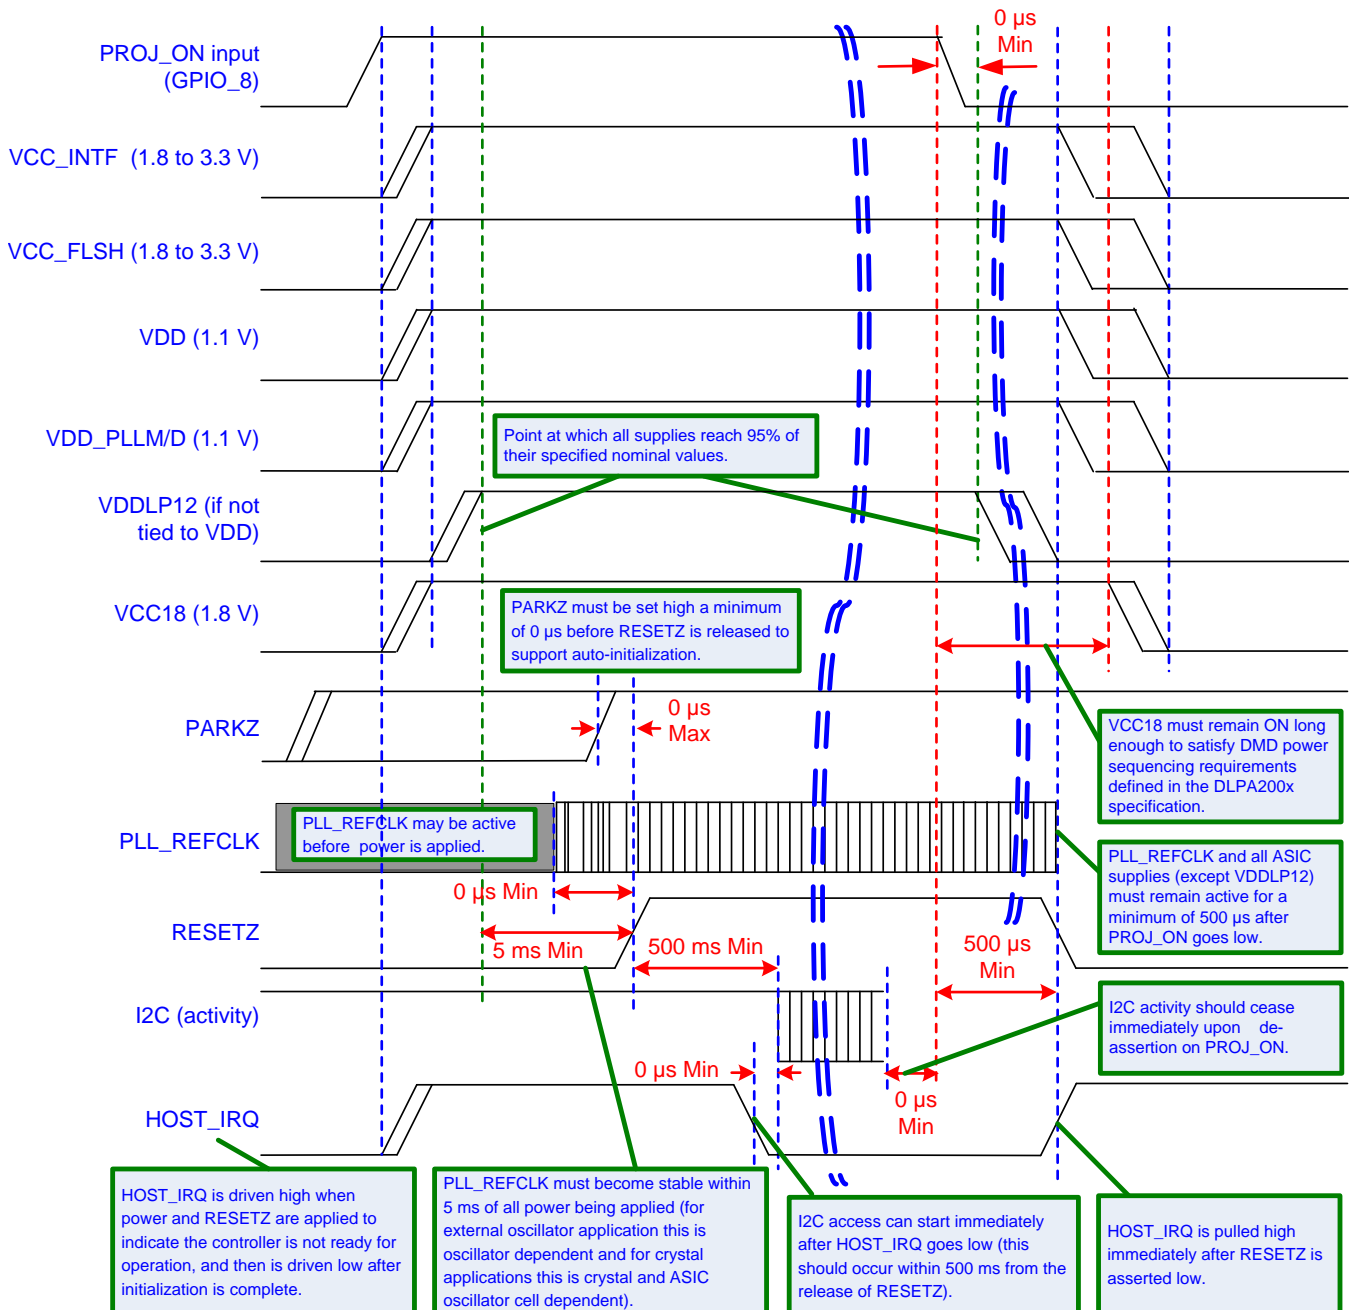 0 µs
Min
PROJ_ON input
(GPIO_8)
VCC_INTF (1.8 to 3.3 V)
VCC_FLSH (1.8 to 3.3 V)
VDD (1.1 V)
VDD_PLLM/D (1.1 V)
Point at which all supplies reach 95% of
their specified nominal values.
VDDLP12 (if not
tied to VDD)
VCC18 (1.8 V)
PARKZ must be set high a minimum
of 0 µs before RESETZ is released to
support auto-initialization.
PARKZ
0 µs
Max
VCC18 must remain ON long
enough to satisfy DMD power
sequencing requirements
defined in the DLPA200x
specification.
PLL_REFCLK
PLL_REFCLK may be active
before power is applied.
PLL_REFCLK and all ASIC
supplies (except VDDLP12)
must remain active for a
minimum of 500 µs after
PROJ_ON goes low.
0 µs Min
RESETZ
5 ms Min
500 ms Min
500 µs
Min
I2C (activity)
I2C activity should cease
immediately upon de-
assertion on PROJ_ON.
0 µs Min
0 µs
Min
HOST_IRQ
HOST_IRQ is driven high when
power and RESETZ are applied to
indicate the controller is not ready for
operation, and then is driven low after
initialization is complete.
PLL_REFCLK must become stable within
5 ms of all power being applied (for
external oscillator application this is
oscillator dependent and for crystal
applications this is crystal and ASIC
oscillator cell dependent).
I2C access can start immediately
after HOST_IRQ goes low (this
should occur within 500 ms from the
release of RESETZ).
HOST_IRQ is pulled high
immediately after RESETZ is
asserted low.